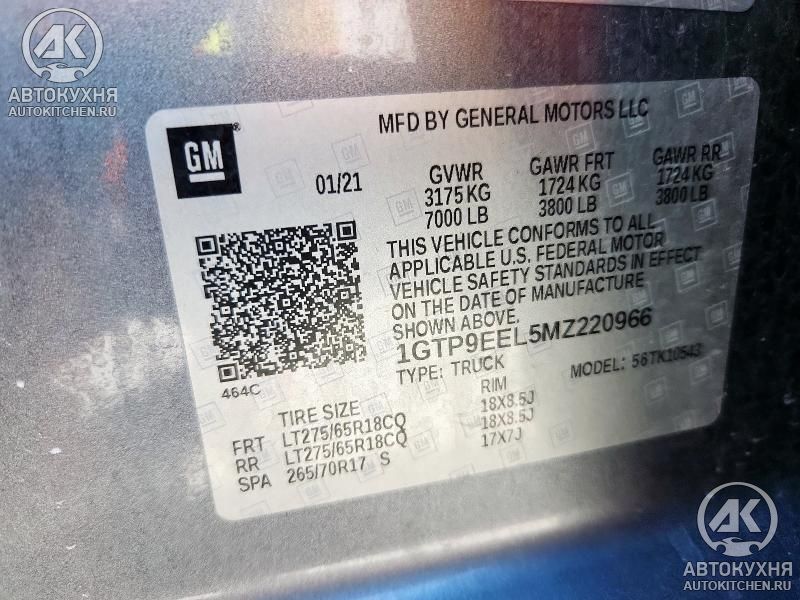 АК
АВТОКУХНЯ
AUTOKITCHEN.RU
GM
MFD BY GENERAL MOTORS LLC
01/21
GVWR GAWR FRT GAWR RR
3175 KG 1724 KG 1724 KG
7000 LB 3800 LB 3800 LB
THIS VEHICLE CONFORMS TO ALL
APPLICABLE U.S. FEDERAL MOTOR
VEHICLE SAFETY STANDARDS IN EFFECT
ON THE DATE OF MANUFACTURE
SHOWN ABOVE.
1GTP9EEL5MZ220966
TYPE: TRUCK MODEL: 56TK10543
464C
TIRE SIZE RIM
FRT LT275/65R18CQ 18X8.5J
RR LT275/65R18CQ 18X8.5J
SPA 265/70R17 S 17X7J
АК
АВТОКУХНЯ
AUTOKITCHEN.RU